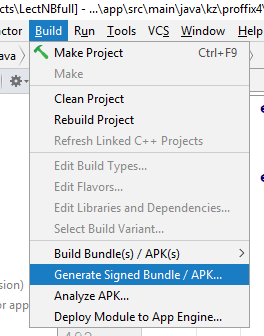 cts\LectNBfull] - ...\app\src\main\java\kz\proffix4\
actor Build Run Tools VCS Window Help
ava
Make Project Ctrl+F9
Make
Clean Project
Rebuild Project
Refresh Linked C++ Projects
Edit Build Types...
Edit Flavors...
Edit Libraries and Dependencies...
Select Build Variant...
Build Bundle(s) / APK(s)
sion)
Generate Signed Bundle / APK...
or app
Analyze APK...
Deploy Module to App Engine...